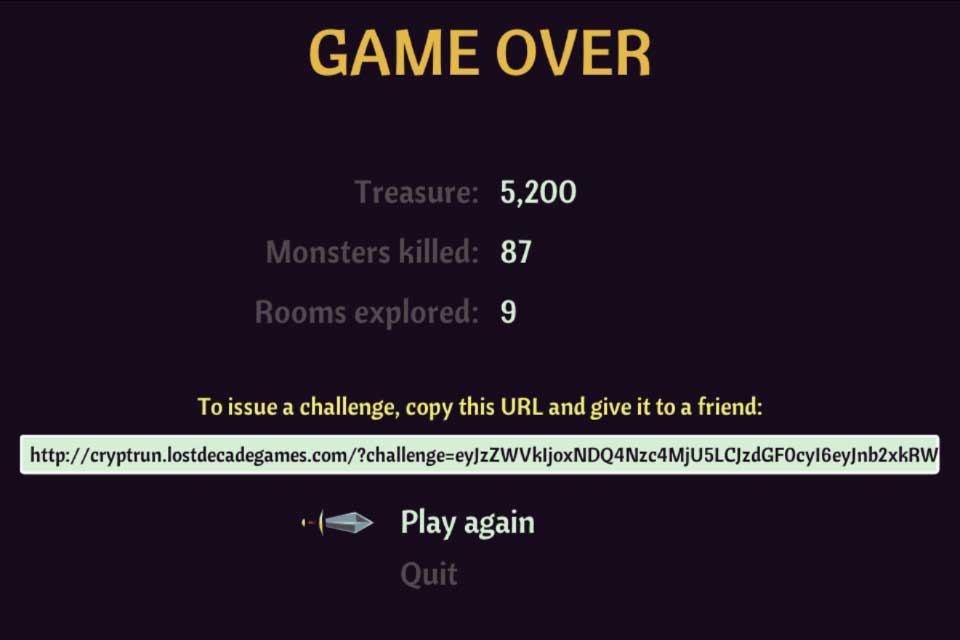 GAME OVER
Treasure: 5,200
Monsters killed: 87
Rooms explored: 9
To issue a challenge, copy this URL and give it to a friend:
http://cryptrun.lostdecadegames.com/?challenge=eyJzZWVkIjoxNDQ4Nzc4MjU5LCJzdGF0cyI6eyJnb2xkRW
Play again
Quit